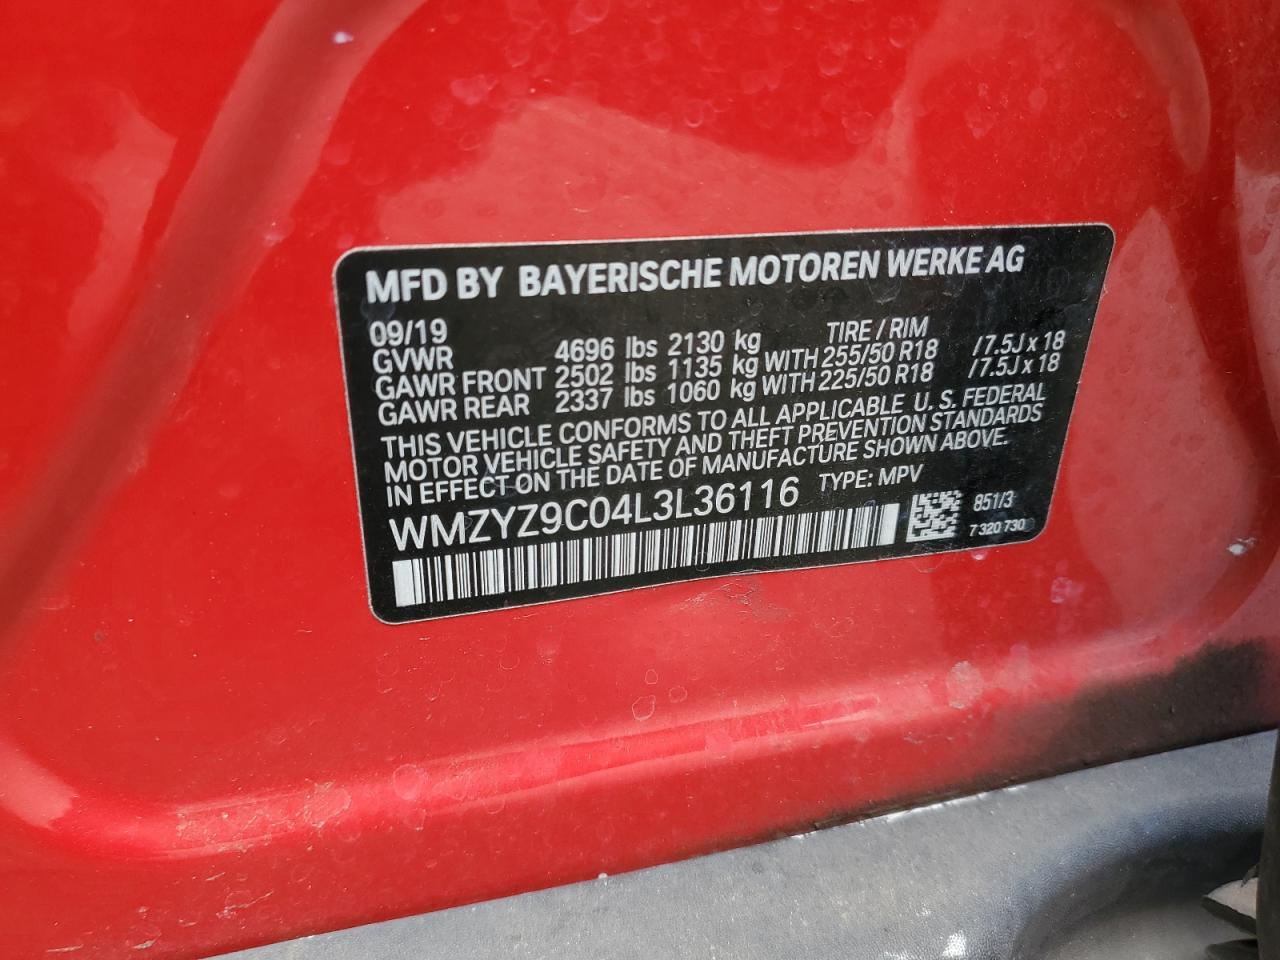 MFD BY BAYERISCHE MOTOREN WERKE AG
09/19 TIRE / RIM
GVWR 4696 lbs 2130 kg
GAWR FRONT 2502 lbs 1135 kg WITH 255/50 R18 /7.5J x 18
GAWR REAR 2337 lbs 1060 kg WITH 225/50 R18 /7.5J x 18
THIS VEHICLE CONFORMS TO ALL APPLICABLE U. S. FEDERAL
MOTOR VEHICLE SAFETY AND THEFT PREVENTION STANDARDS
IN EFFECT ON THE DATE OF MANUFACTURE SHOWN ABOVE.
WMZYZ9C04L3L36116 TYPE: MPV
851/3
7 320 730